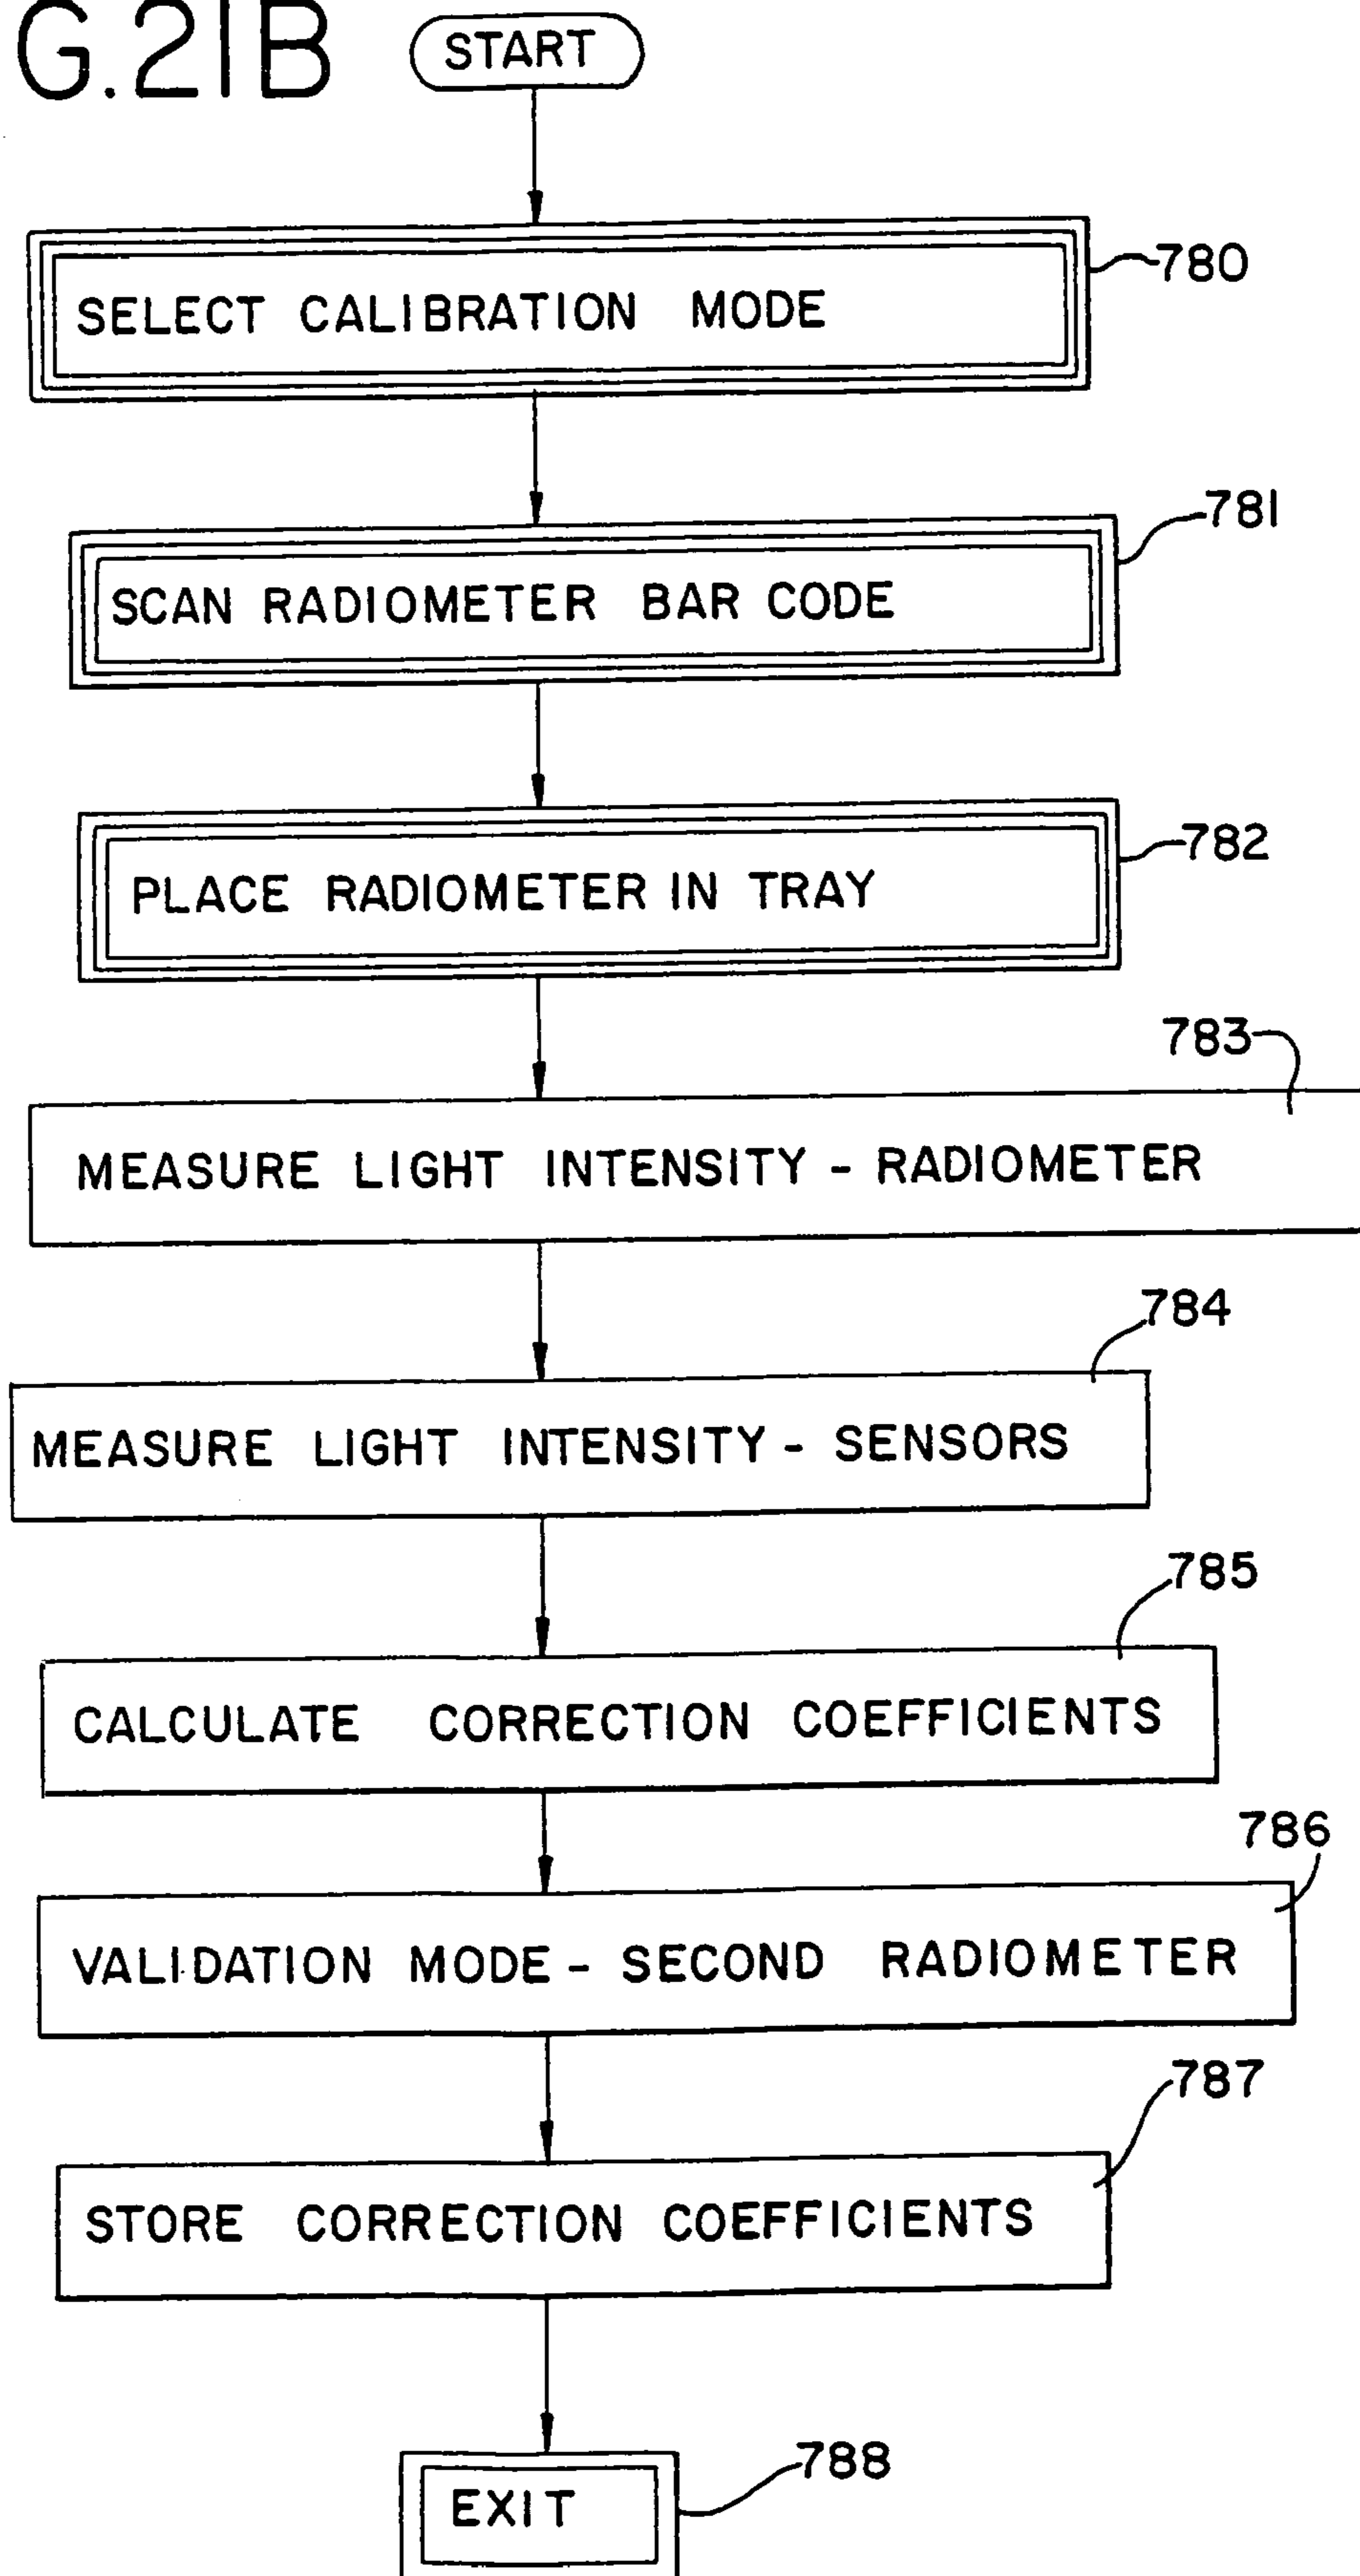 G.21B
START
780
SELECT CALIBRATION MODE
781
SCAN RADIOMETER BAR CODE
782
PLACE RADIOMETER IN TRAY
783
MEASURE LIGHT INTENSITY - RADIOMETER
784
MEASURE LIGHT INTENSITY - SENSORS
785
CALCULATE CORRECTION COEFFICIENTS
786
VALIDATION MODE - SECOND RADIOMETER
787
STORE CORRECTION COEFFICIENTS
788
EXIT